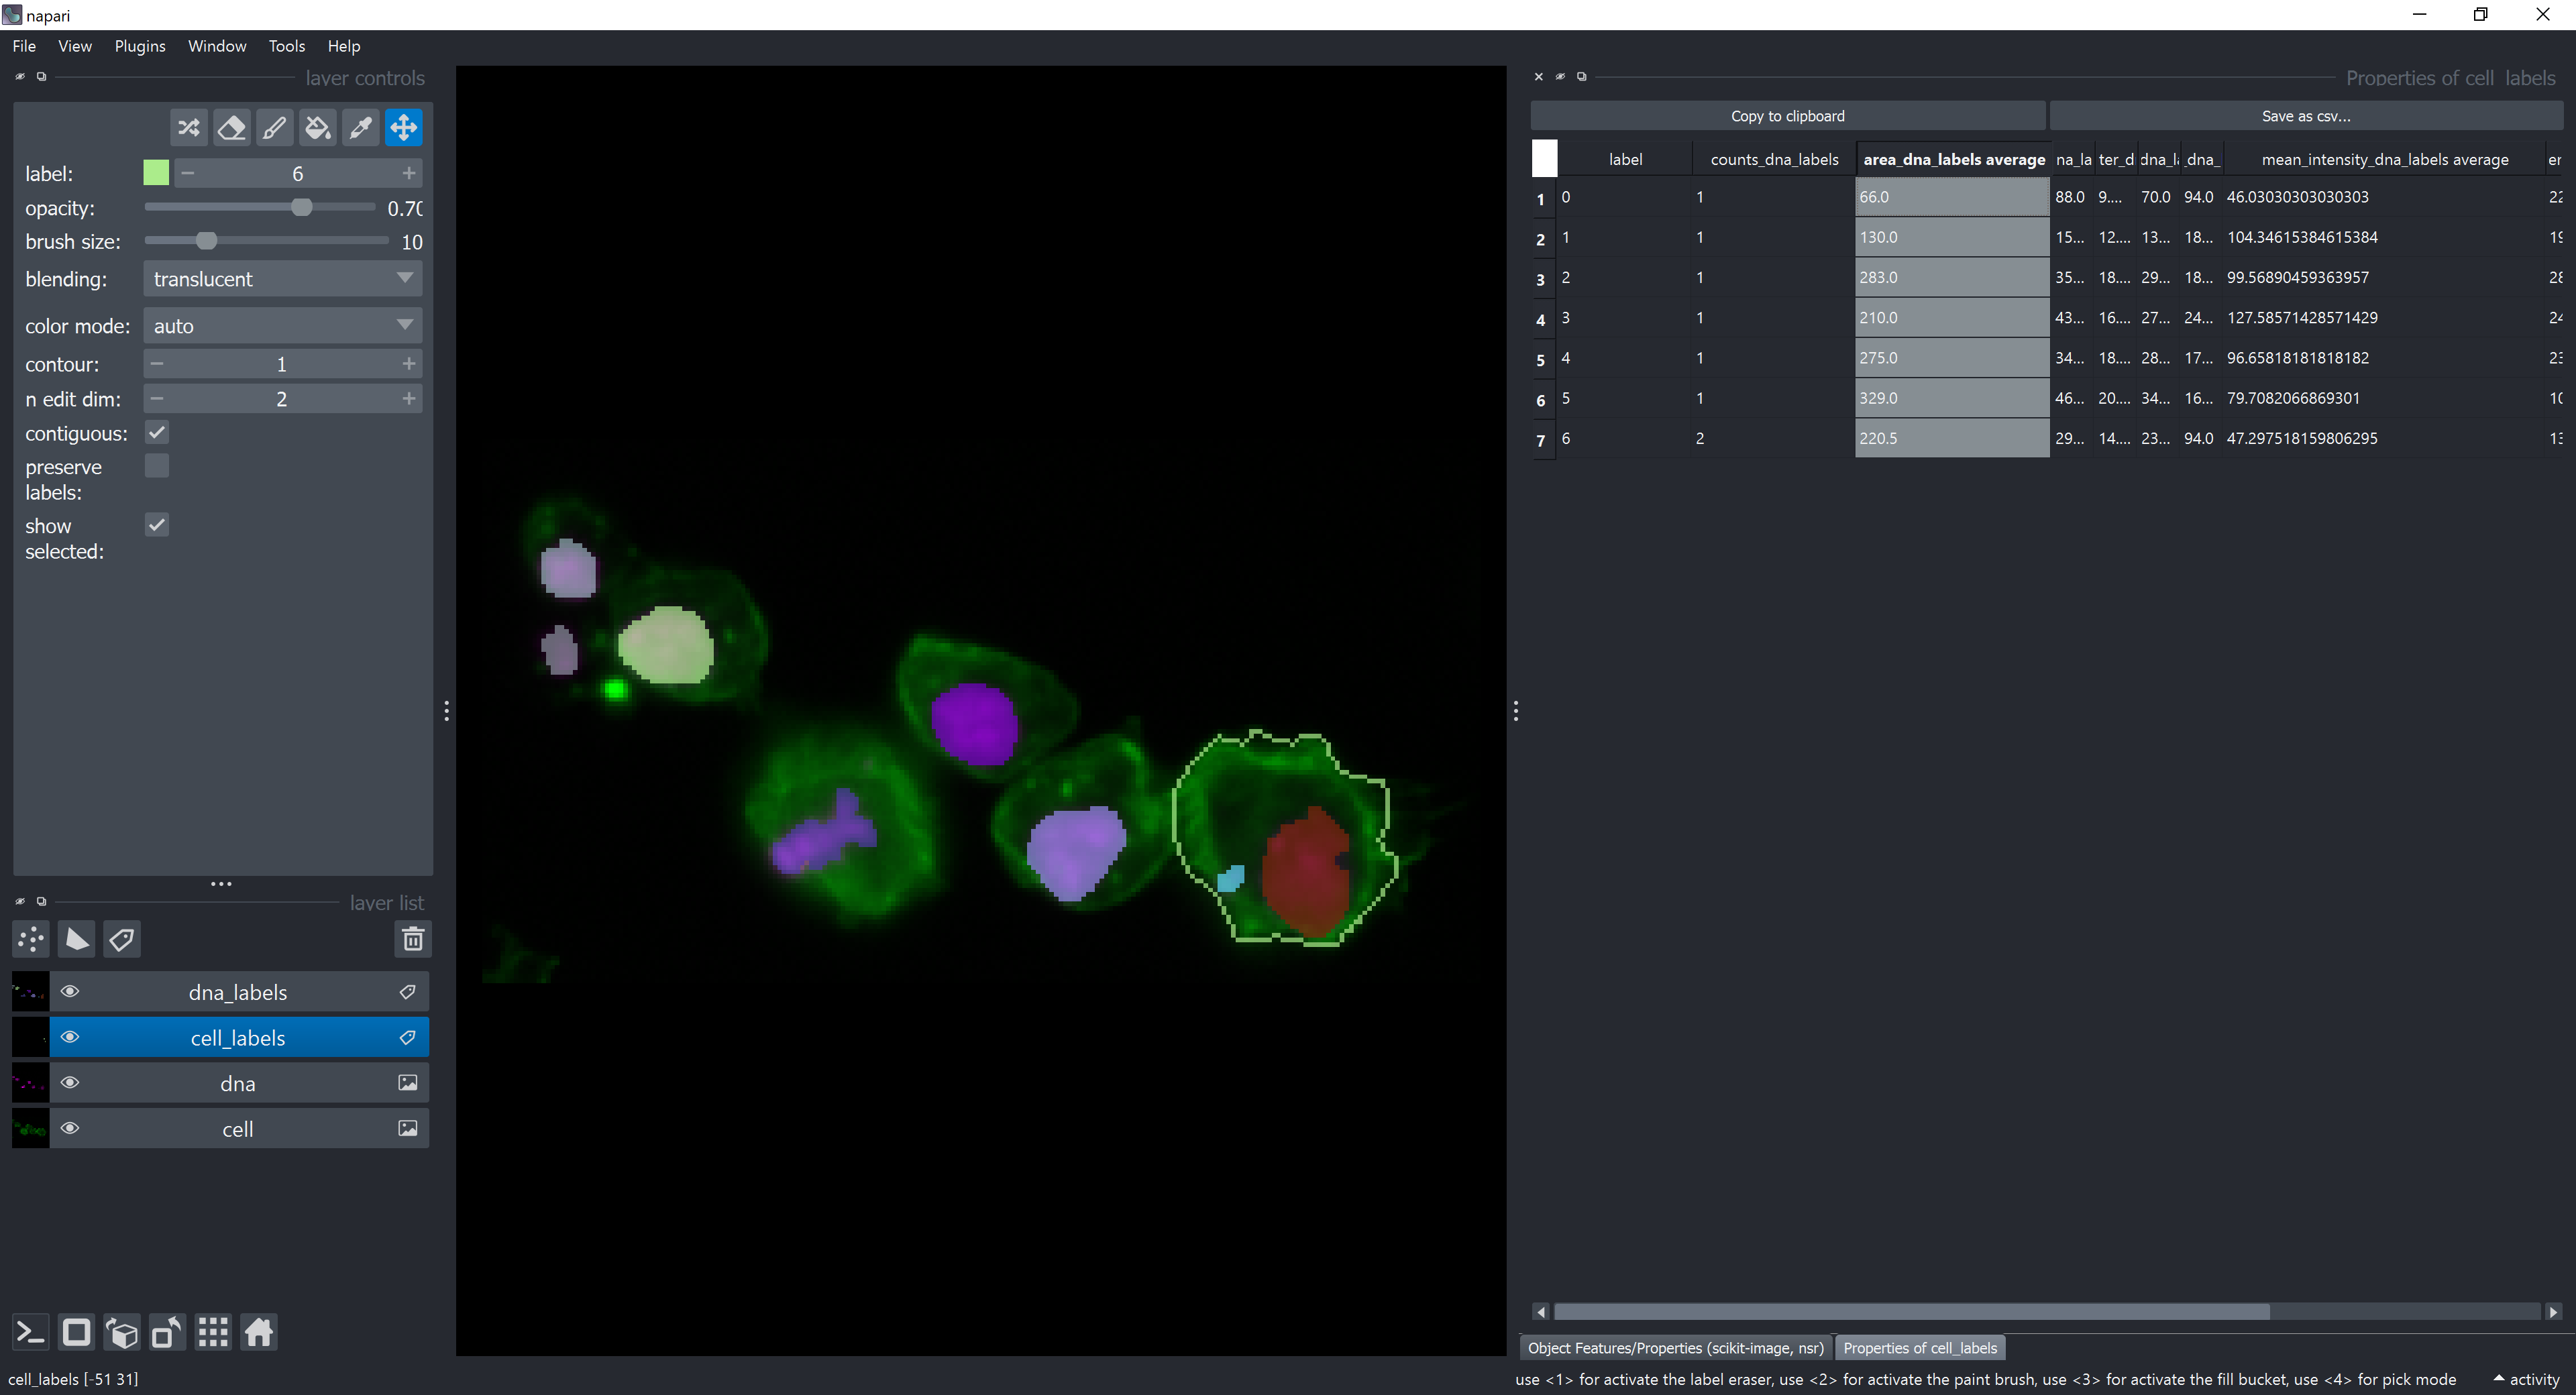 napari
File View Plugins Window Tools Help
layer controls
label: 6
opacity: 0.70
brush size: 10
blending: translucent
color mode: auto
contour: 1
n edit dim: 2
contiguous:
preserve
labels:
show
selected:
layer list
dna_labels
cell_labels
dna
cell
Properties of cell_labels
Copy to clipboard Save as csv...
label counts_dna_labels area_dna_labels average na_la ter_d dna_l _dna_ mean_intensity_dna_labels average er
1 0 1 66.0 88.0 9.... 70.0 94.0 46.03030303030303 22
2 1 1 130.0 15... 12.... 13... 18... 104.34615384615384 19
3 2 1 283.0 35... 18.... 29... 18... 99.56890459363957 28
4 3 1 210.0 43... 16.... 27... 24... 127.58571428571429 24
5 4 1 275.0 34... 18.... 28... 17... 96.65818181818182 23
6 5 1 329.0 46... 20.... 34... 16... 79.7082066869301 10
7 6 2 220.5 29... 14.... 23... 94.0 47.297518159806295 13
Object Features/Properties (scikit-image, nsr) Properties of cell_labels
cell_labels [-51 31]
use <1> for activate the label eraser, use <2> for activate the paint brush, use <3> for activate the fill bucket, use <4> for pick mode activity